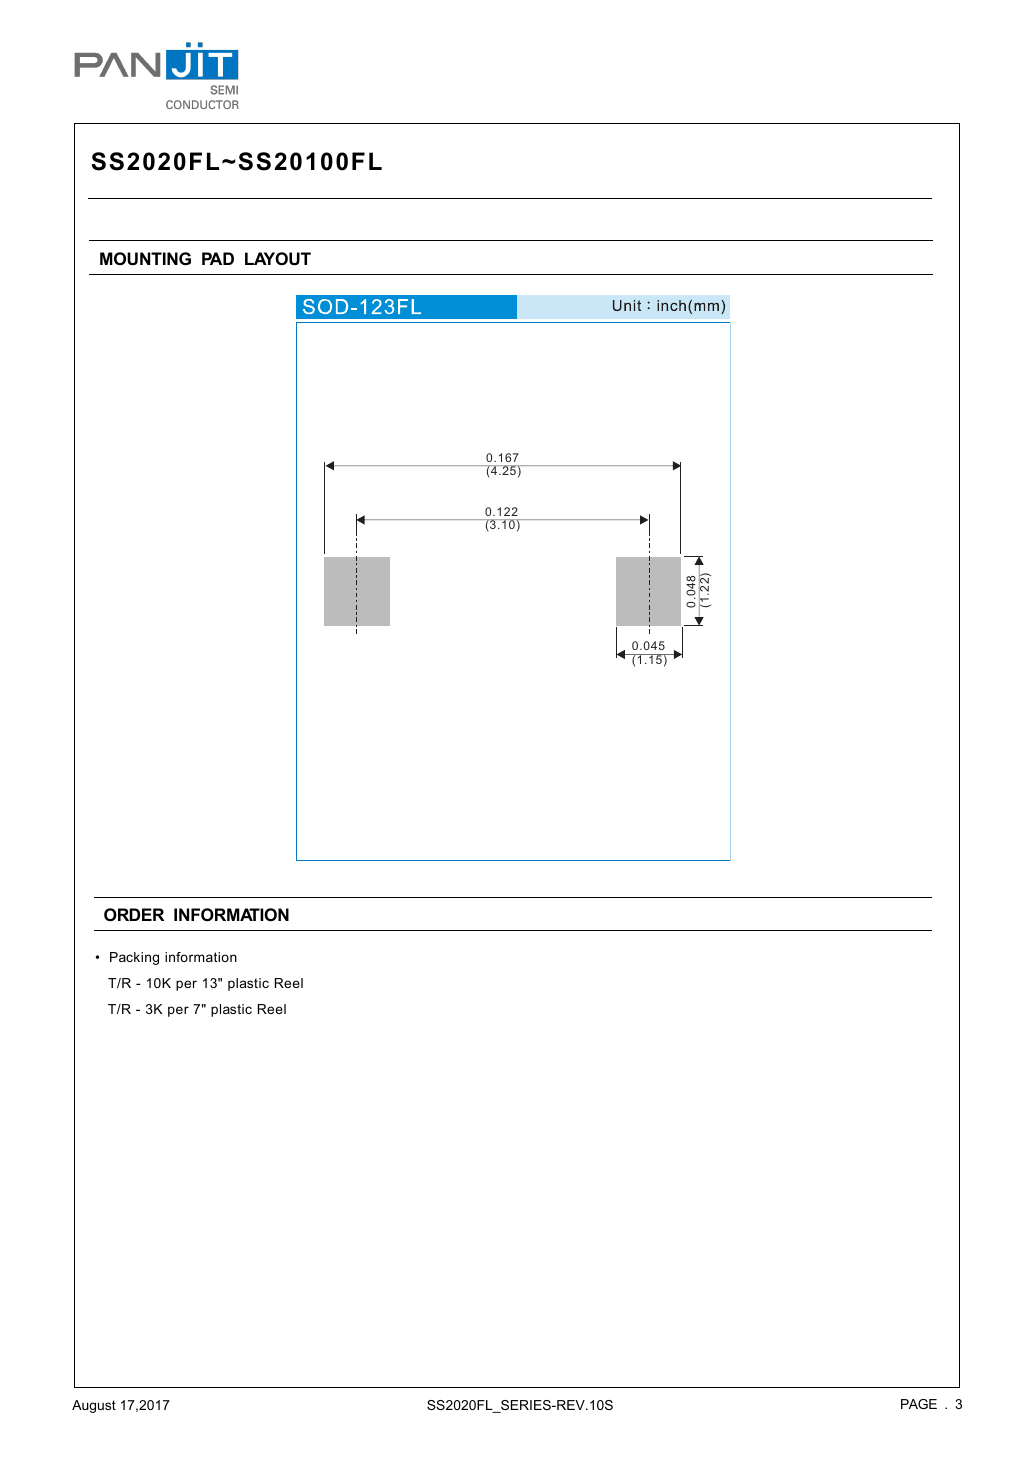 PANJIT
SEMI
CONDUCTOR
SS2020FL~SS20100FL
MOUNTING PAD LAYOUT
SOD-123FL
Unit：inch(mm)
0.167
(4.25)
0.122
(3.10)
0.048
(1.22)
0.045
(1.15)
ORDER INFORMATION
• Packing information
T/R - 10K per 13" plastic Reel
T/R - 3K per 7" plastic Reel
August 17,2017
SS2020FL_SERIES-REV.10S
PAGE . 3